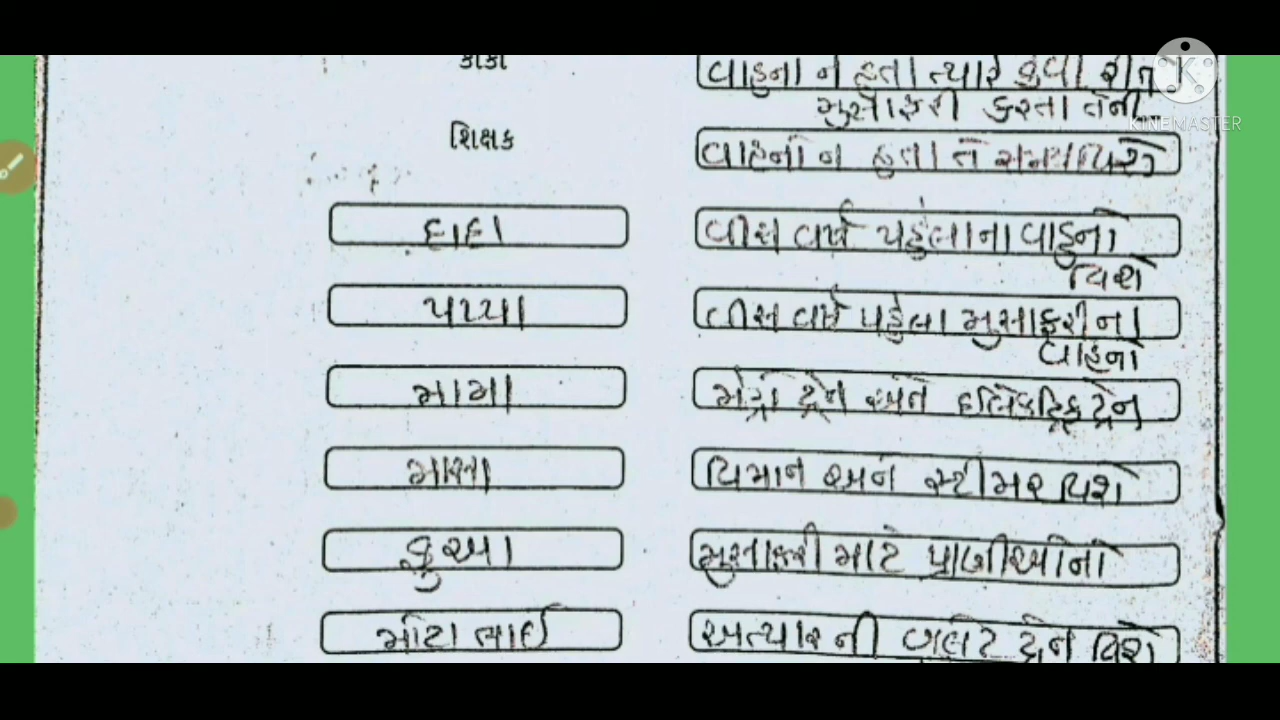 કાકા
વાહનો ન હતા ત્યારે કેવી રીતે
મુસાફરી કરતા તેની
KINEMASTER
શિક્ષક
વાહનો ન હતા તે સમય વિશે
દાદા
વીસ વર્ષ પહેલાના વાહનો
વિશે
પપ્પા
ત્રીસ વર્ષ પહેલા મુસાફરીના
વાહનો
મામા
મેટ્રો ટ્રેન અને ઇલેકટ્રિક ટ્રેન
માસા
વિમાન અને સ્ટીમર વિશે
ફુઆ
મુસાફરી માટે પ્રાણીઓનો
મોટા ભાઈ
અત્યારની બુલેટ ટ્રેન વિશે